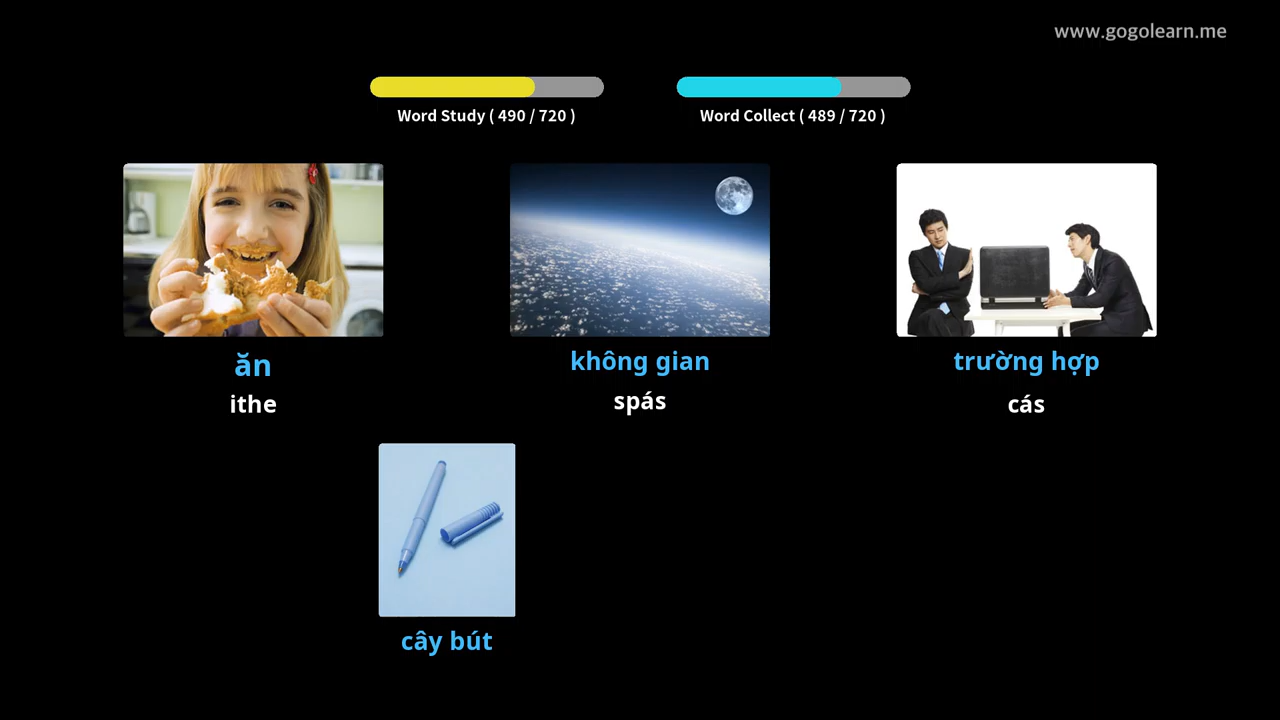 www.gogolearn.me
Word Study ( 490 / 720 )
Word Collect ( 489 / 720 )
ăn
ithe
không gian
spás
trường hợp
cás
cây bút